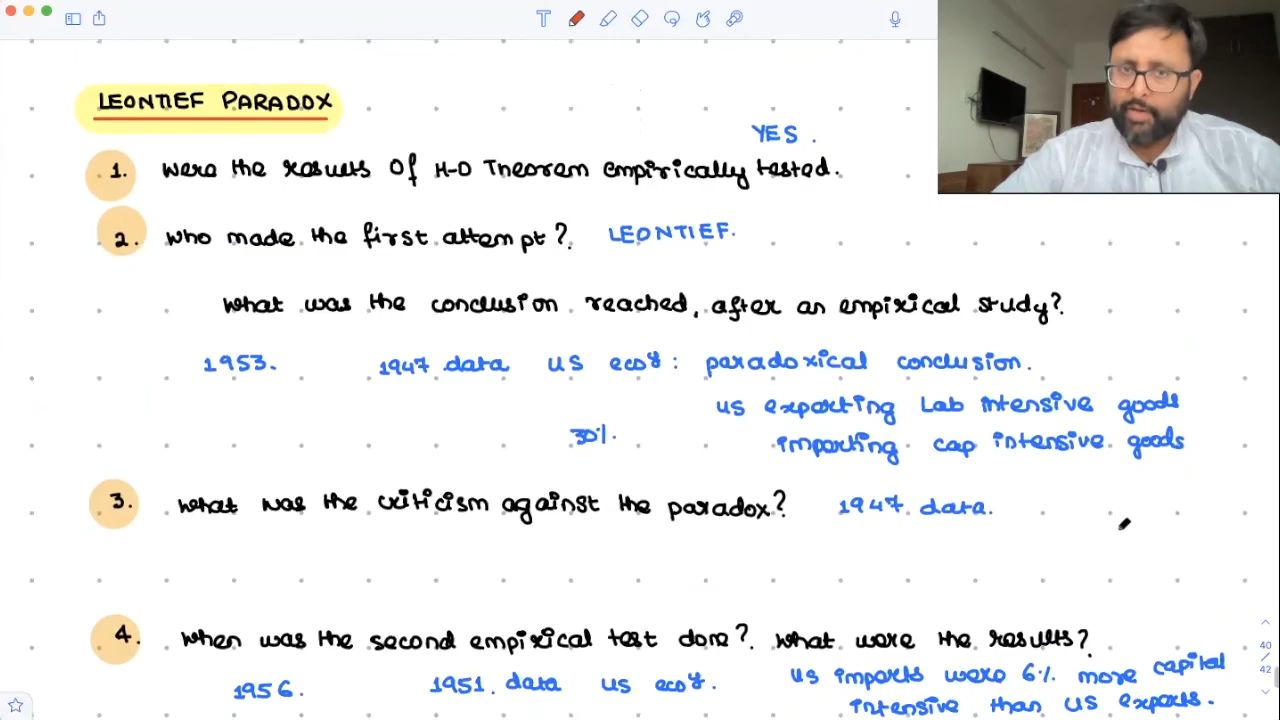 LEONTIEF PARADOX
YES.
1. Were the results Of H-O Theorem empirically tested.
2. Who made the first attempt? LEONTIEF.
What was the conclusion reached, after an empirical study?
1953. 1947 data US ecoy: paradoxical conclusion.
US exporting Lab intensive goods
30%. importing cap intensive goods
3. What was the criticism against the paradox? 1947 data.
4. When was the second empirical test done? What were the results?
1956. 1951 data US ecoy. US imports were 6% more capital
intensive than US exports.
40
/
42